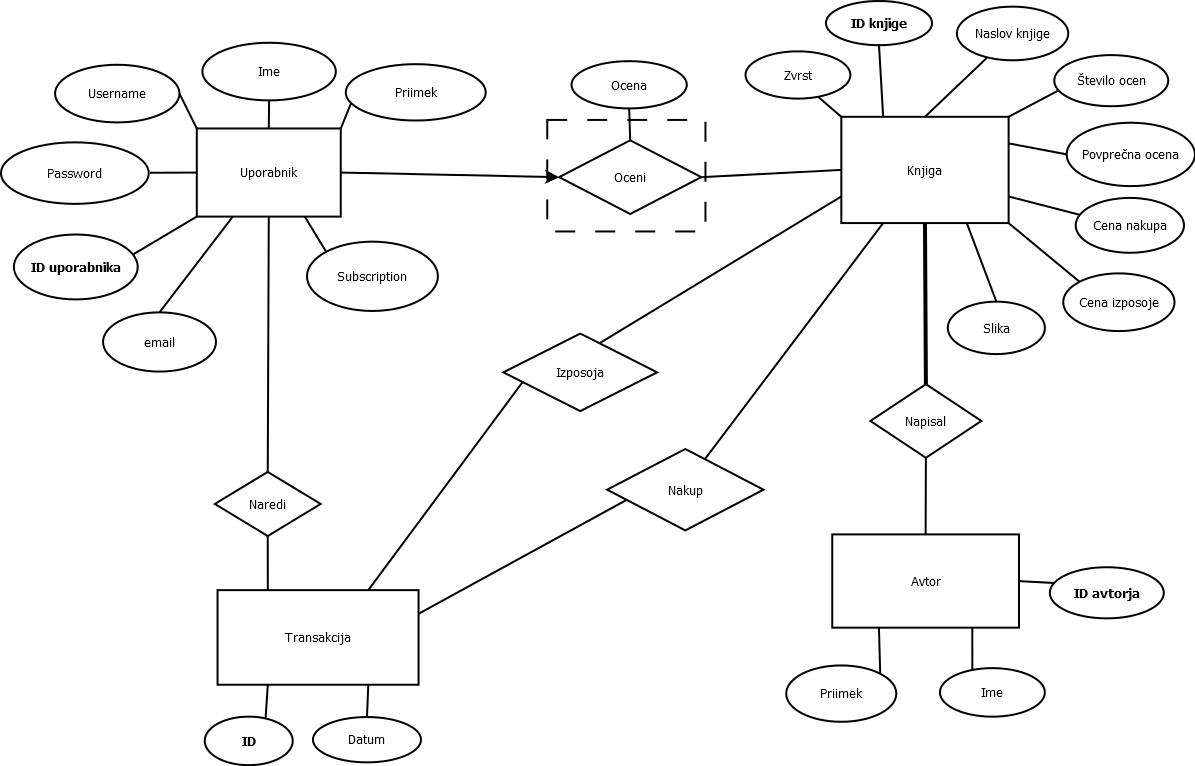 ID knjige
Naslov knjige
Ime
Zvrst
Število ocen
Username
Priimek
Ocena
Povprečna ocena
Password
Uporabnik
Oceni
Knjiga
Cena nakupa
ID uporabnika
Subscription
Cena izposoje
email
Slika
Izposoja
Napisal
Nakup
Naredi
Avtor
ID avtorja
Transakcija
Priimek
Ime
ID
Datum